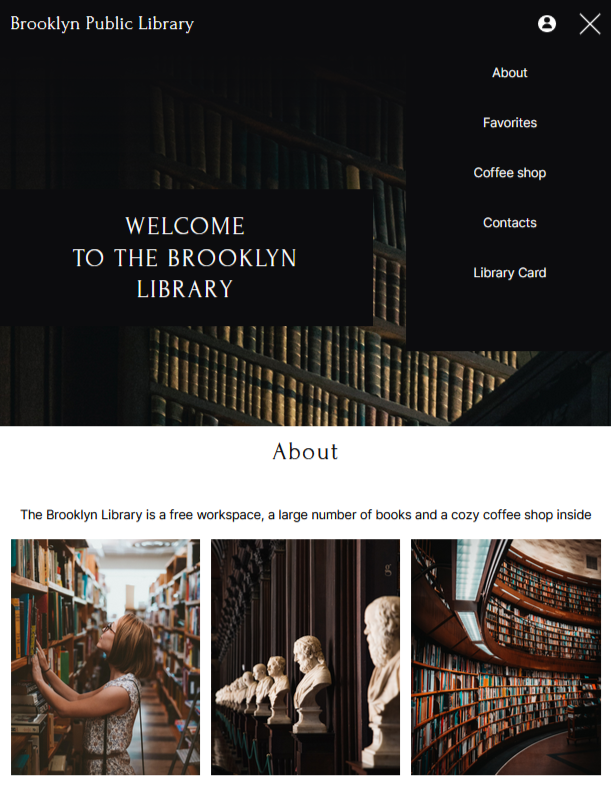 Brooklyn Public Library
About
Favorites
Coffee shop
Contacts
Library Card
WELCOME
TO THE BROOKLYN
LIBRARY
About
The Brooklyn Library is a free workspace, a large number of books and a cozy coffee shop inside